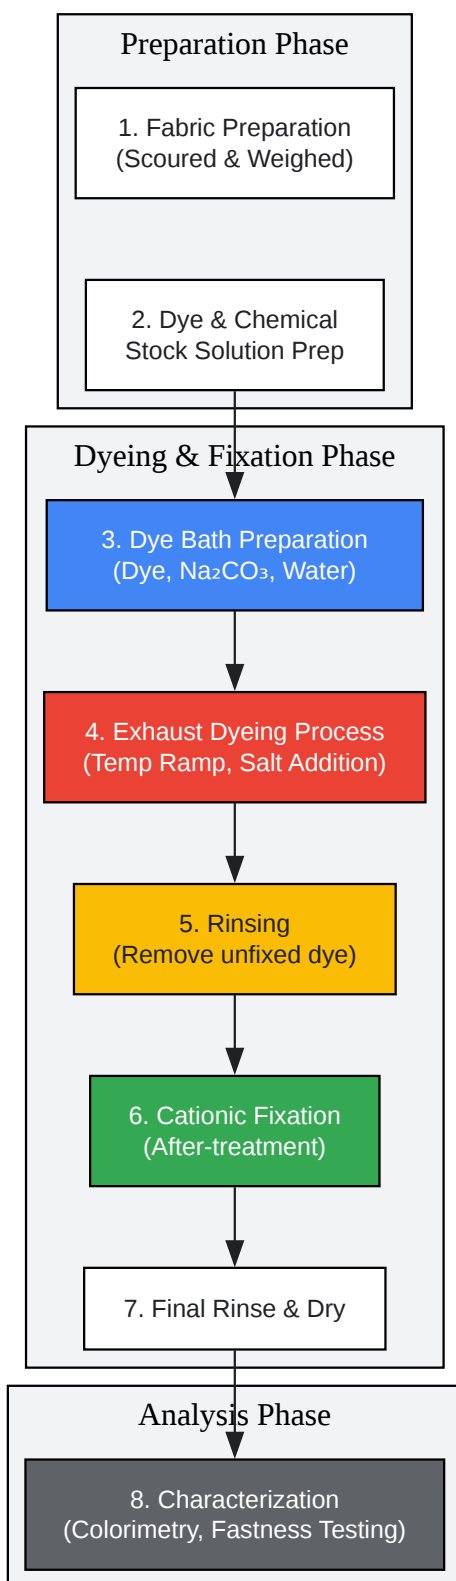 Preparation Phase
1. Fabric Preparation
(Scoured & Weighed)
2. Dye & Chemical
Stock Solution Prep
Dyeing & Fixation Phase
3. Dye Bath Preparation
(Dye, Na₂CO₃, Water)
4. Exhaust Dyeing Process
(Temp Ramp, Salt Addition)
5. Rinsing
(Remove unfixed dye)
6. Cationic Fixation
(After-treatment)
7. Final Rinse & Dry
Analysis Phase
8. Characterization
(Colorimetry, Fastness Testing)